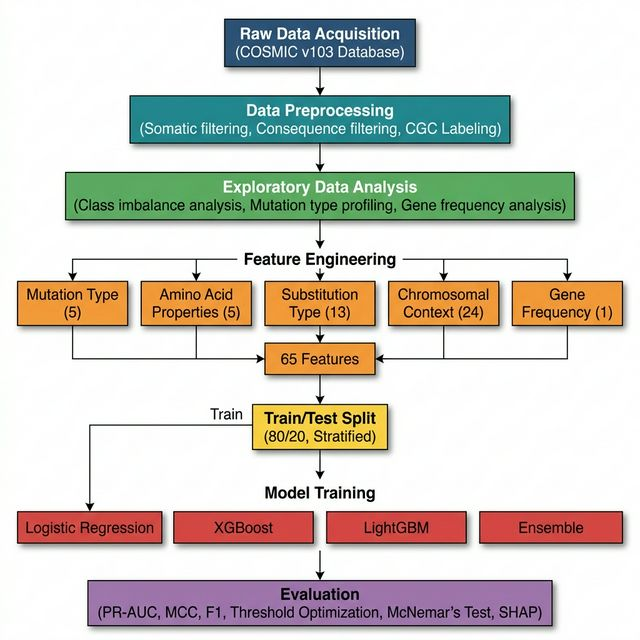 Raw Data Acquisition
(COSMIC v103 Database)
Data Preprocessing
(Somatic filtering, Consequence filtering, CGC Labeling)
Exploratory Data Analysis
(Class imbalance analysis, Mutation type profiling, Gene frequency analysis)
Feature Engineering
Mutation Type
(5)
Amino Acid
Properties (5)
Substitution
Type (13)
Chromosomal
Context (24)
Gene
Frequency (1)
65 Features
Train
Train/Test Split
(80/20, Stratified)
Model Training
Logistic Regression
XGBoost
LightGBM
Ensemble
Evaluation
(PR-AUC, MCC, F1, Threshold Optimization, McNemar's Test, SHAP)